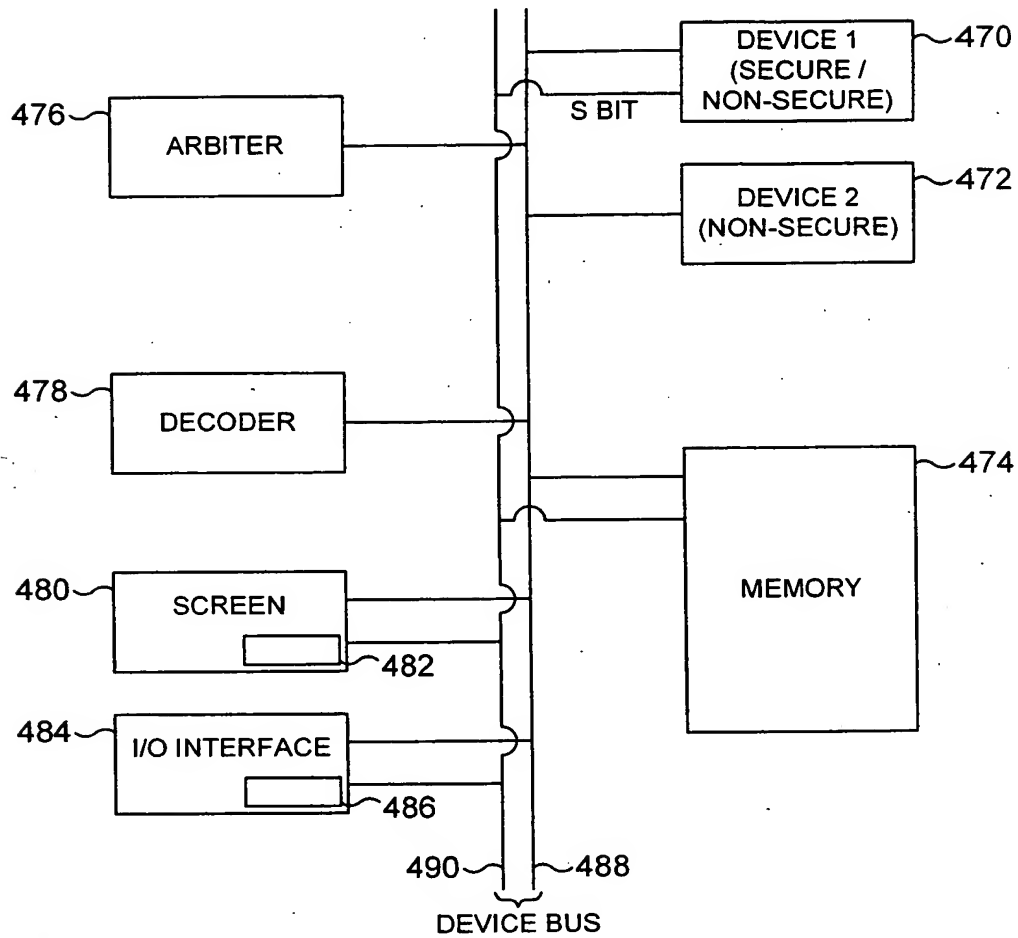 DEVICE 1
(SECURE /
NON-SECURE)
470
S BIT
476
ARBITER
DEVICE 2
(NON-SECURE)
472
478
DECODER
474
MEMORY
480
SCREEN
482
484
I/O INTERFACE
486
490
488
DEVICE BUS